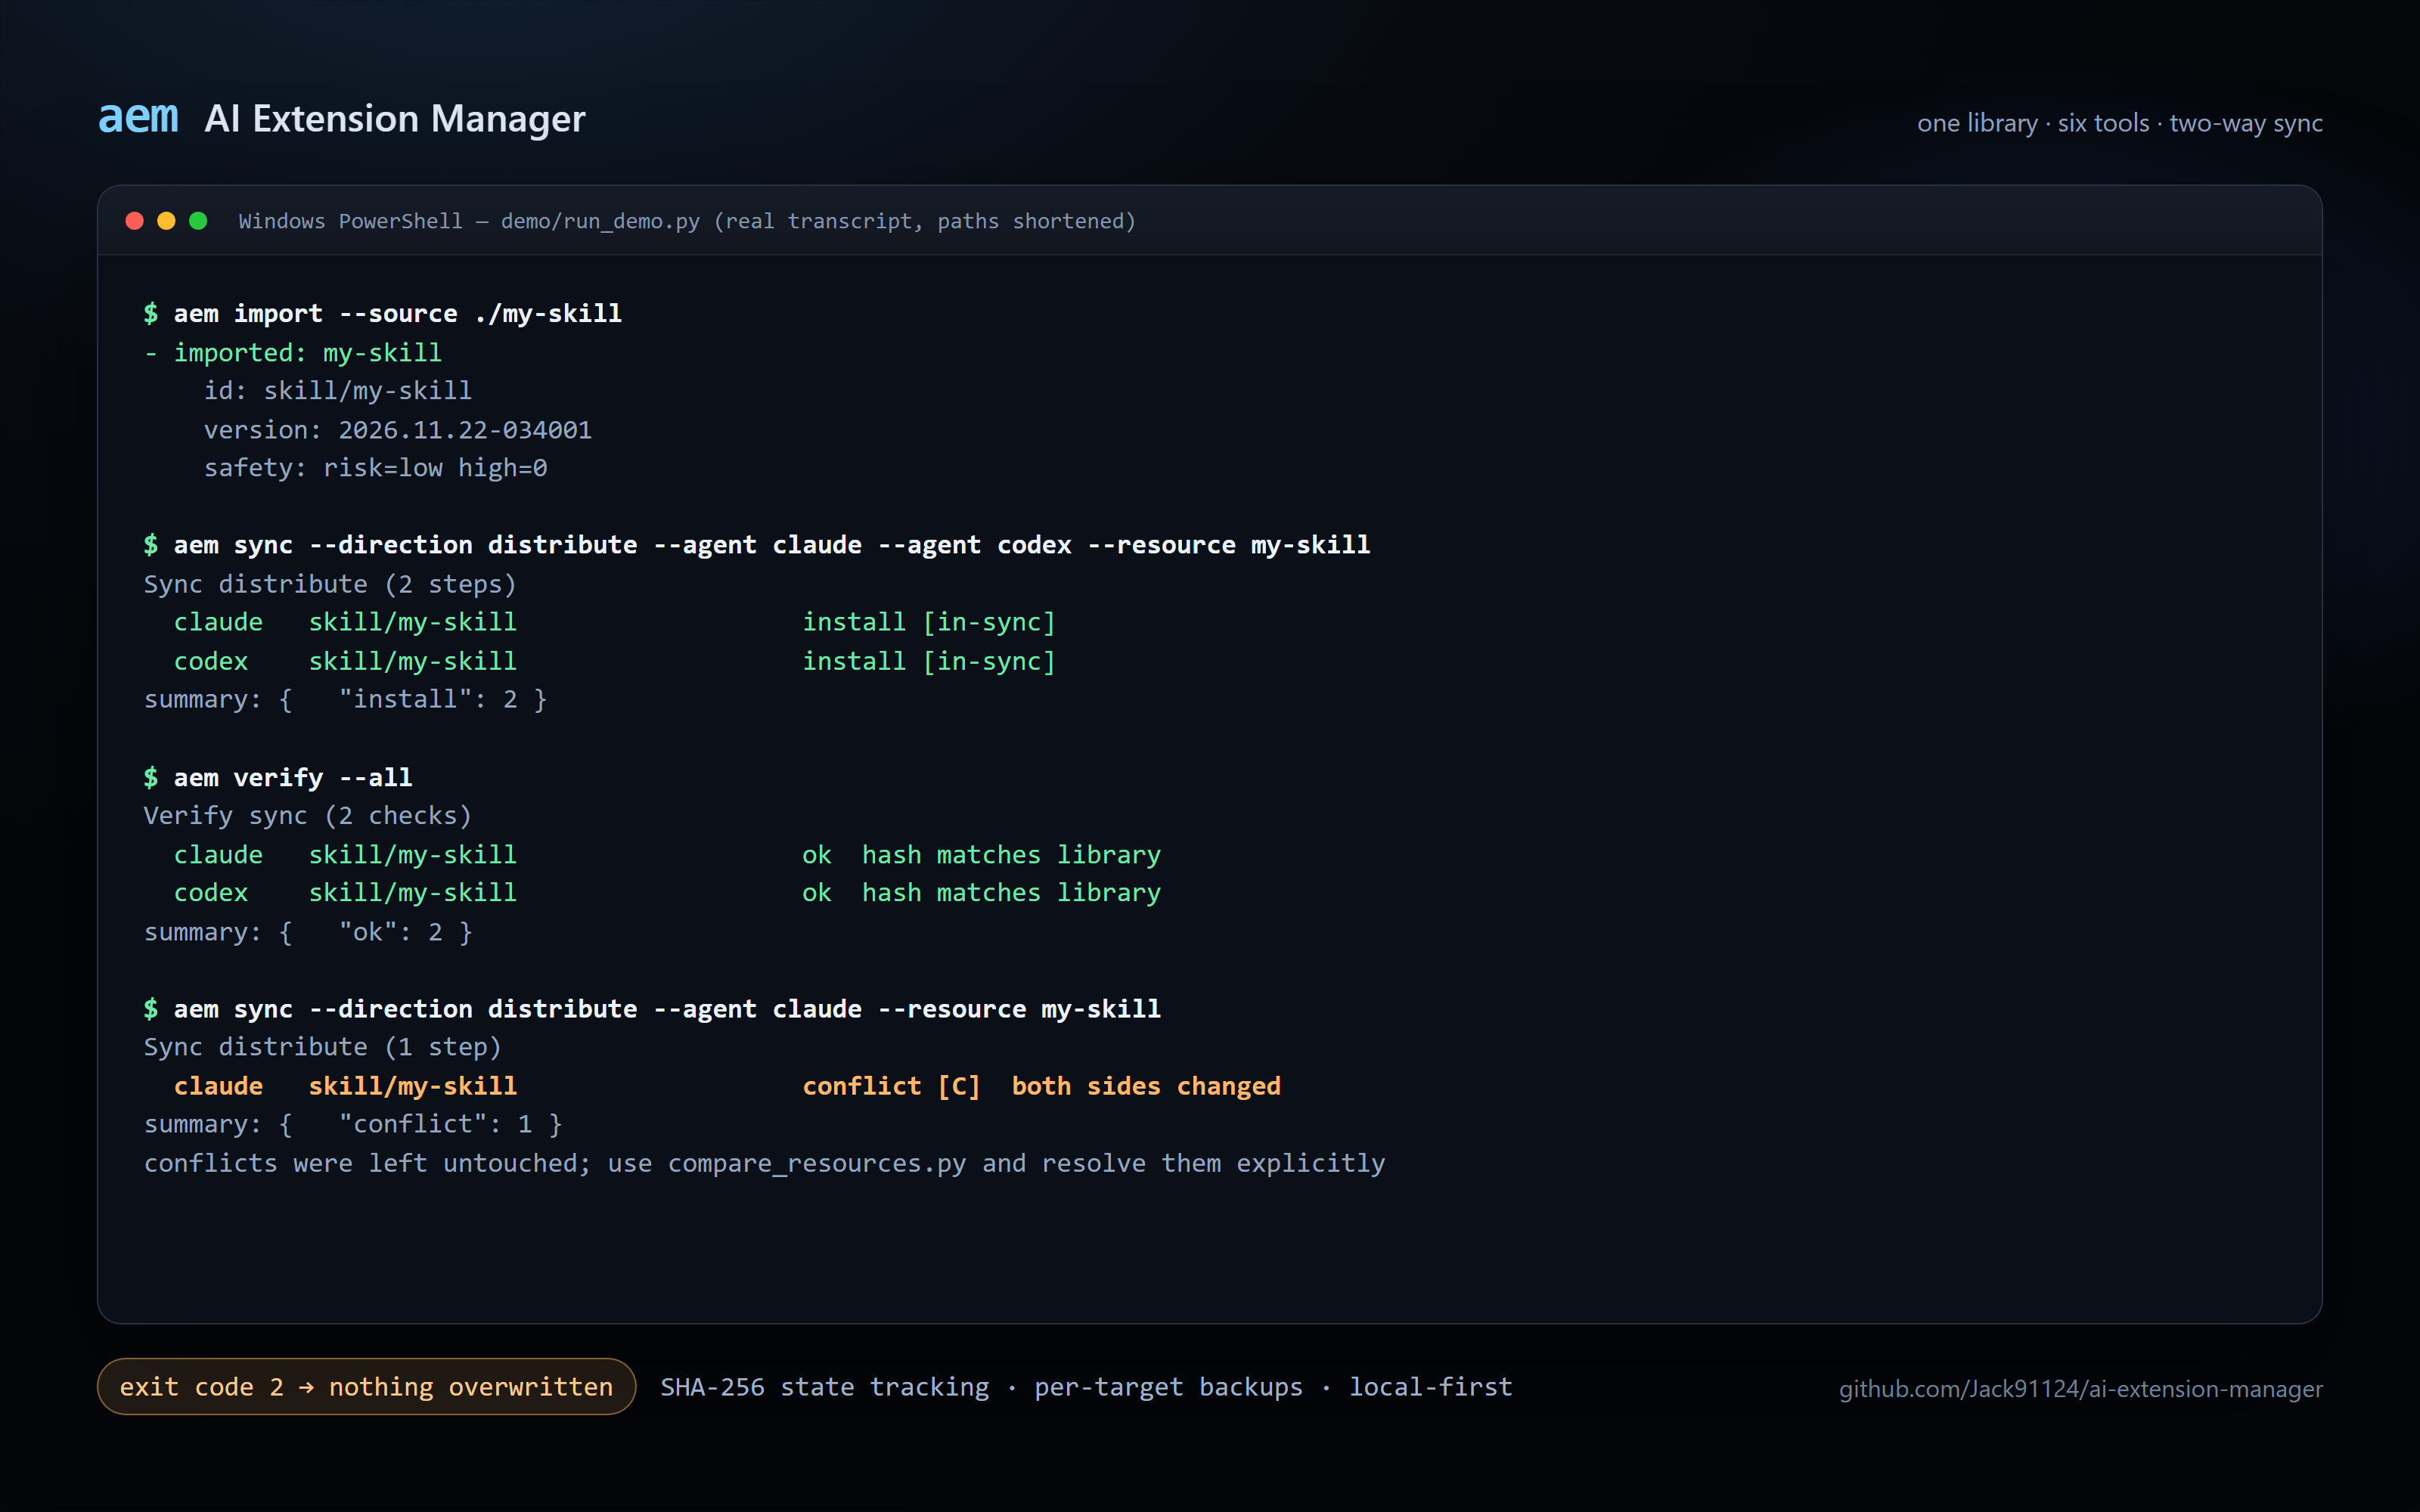 aem AI Extension Manager
one library · six tools · two-way sync
Windows PowerShell — demo/run_demo.py (real transcript, paths shortened)
$ aem import --source ./my-skill
- imported: my-skill
    id: skill/my-skill
    version: 2026.11.22-034001
    safety: risk=low high=0
$ aem sync --direction distribute --agent claude --agent codex --resource my-skill
Sync distribute (2 steps)
  claude   skill/my-skill                   install [in-sync]
  codex    skill/my-skill                   install [in-sync]
summary: {   "install": 2 }
$ aem verify --all
Verify sync (2 checks)
  claude   skill/my-skill                   ok  hash matches library
  codex    skill/my-skill                   ok  hash matches library
summary: {   "ok": 2 }
$ aem sync --direction distribute --agent claude --resource my-skill
Sync distribute (1 step)
  claude   skill/my-skill                   conflict [C]  both sides changed
summary: {   "conflict": 1 }
conflicts were left untouched; use compare_resources.py and resolve them explicitly
exit code 2 → nothing overwritten
SHA-256 state tracking · per-target backups · local-first
github.com/Jack91124/ai-extension-manager